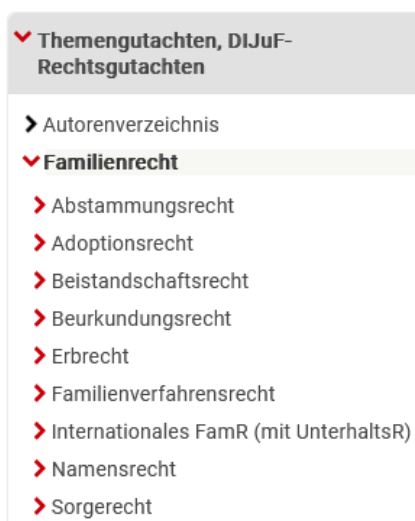 Themengutachten, DIJuF-
Rechtsgutachten
Autorenverzeichnis
Familienrecht
Abstammungsrecht
Adoptionsrecht
Beistandschaftsrecht
Beurkundungsrecht
Erbrecht
Familienverfahrensrecht
Internationales FamR (mit UnterhaltsR)
Namensrecht
Sorgerecht